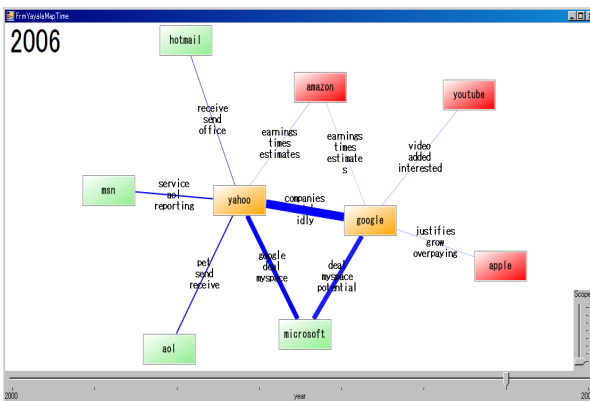 FrmYayalaMapTime
2006
hotmail
amazon
youtube
receive
send
office
earnings
times
estimates
earnings
times
estimate
s
video
added
interested
msn
service
aol
reporting
yahoo
companies
idly
google
justifies
grow
overpaying
apple
pet
send
receive
google
deal
myspace
deal
myspace
potential
microsoft
aol
Scope
2000
year